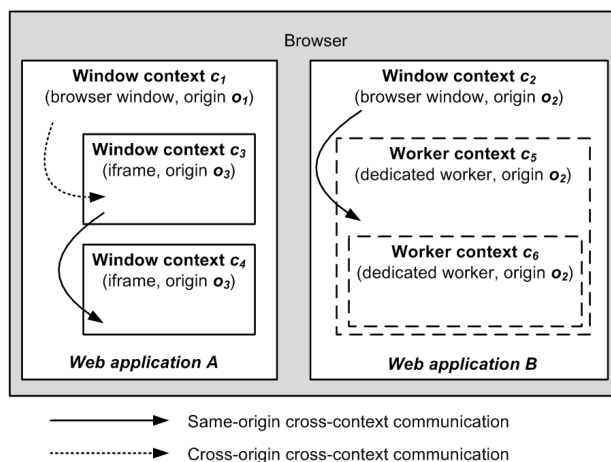 Browser
Window context c1
(browser window, origin o1)
Window context c3
(iframe, origin o3)
Window context c4
(iframe, origin o3)
Web application A
Window context c2
(browser window, origin o2)
Worker context c5
(dedicated worker, origin o2)
Worker context c6
(dedicated worker, origin o2)
Web application B
Same-origin cross-context communication
Cross-origin cross-context communication